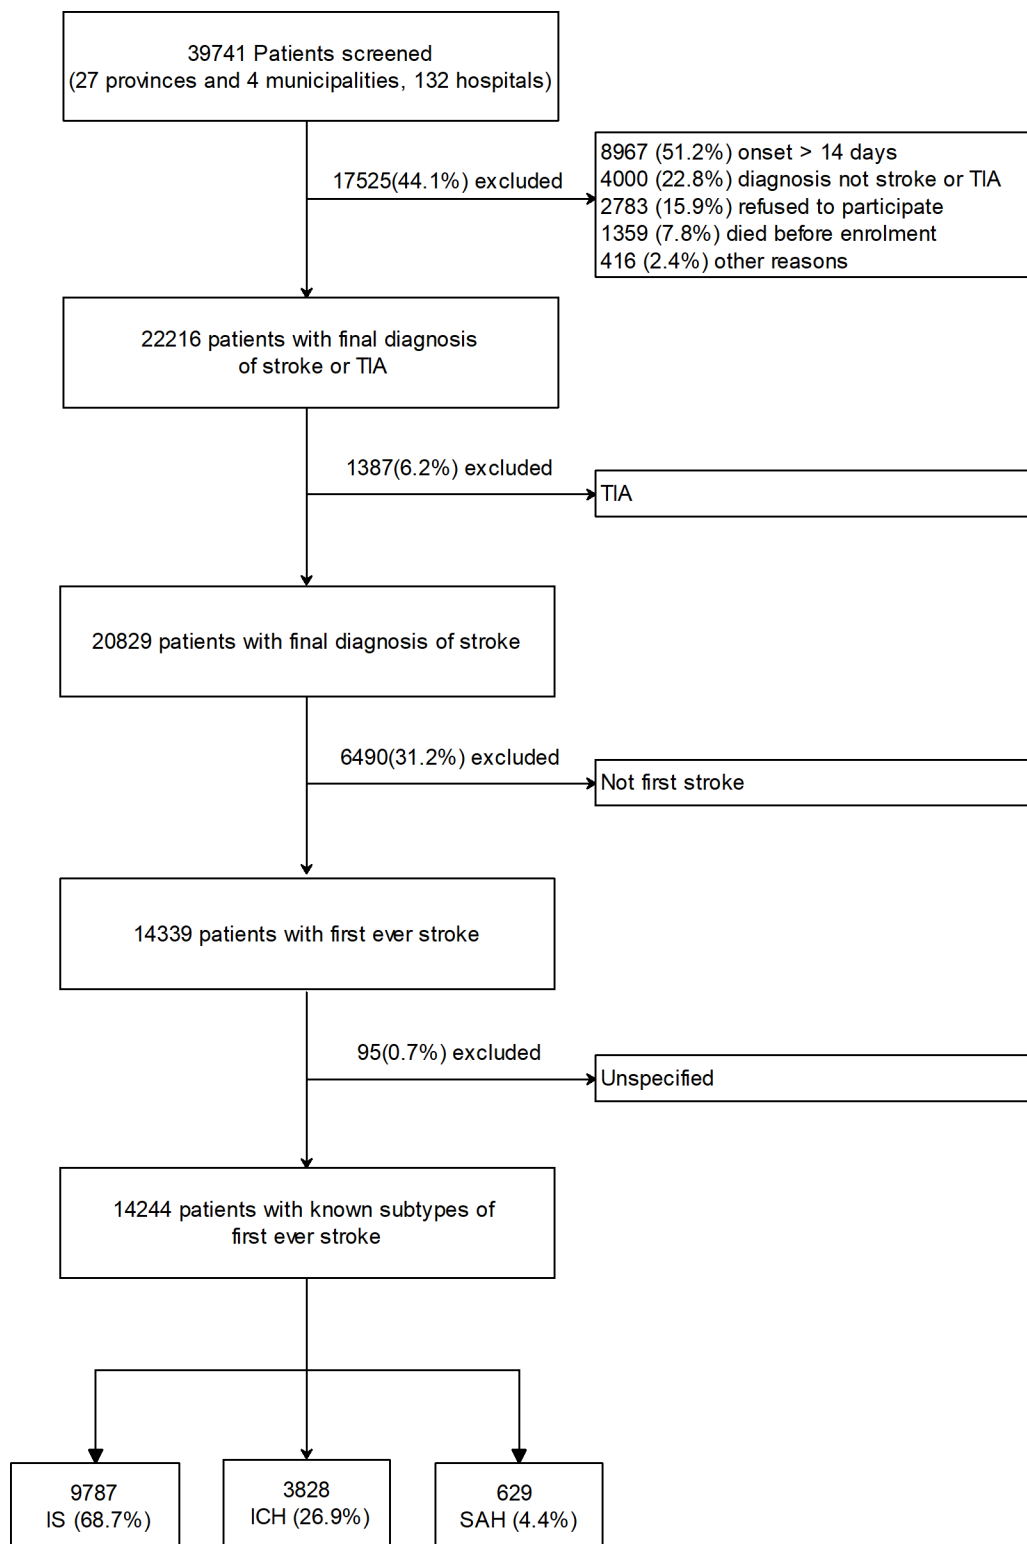 39741 Patients screened
(27 provinces and 4 municipalities, 132 hospitals)
17525(44.1%) excluded
8967 (51.2%) onset > 14 days
4000 (22.8%) diagnosis not stroke or TIA
2783 (15.9%) refused to participate
1359 (7.8%) died before enrolment
416 (2.4%) other reasons
22216 patients with final diagnosis
of stroke or TIA
1387(6.2%) excluded
TIA
20829 patients with final diagnosis of stroke
6490(31.2%) excluded
Not first stroke
14339 patients with first ever stroke
95(0.7%) excluded
Unspecified
14244 patients with known subtypes of
first ever stroke
9787
IS (68.7%)
3828
ICH (26.9%)
629
SAH (4.4%)